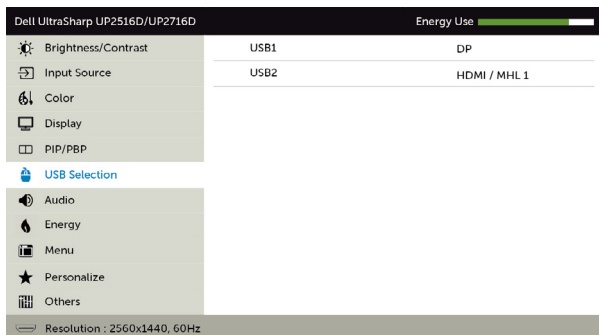 Dell UltraSharp UP2516D/UP2716D Energy Use
Brightness/Contrast USB1 DP
Input Source USB2 HDMI / MHL 1
Color
Display
PIP/PBP
USB Selection
Audio
Energy
Menu
Personalize
Others
Resolution : 2560x1440, 60Hz